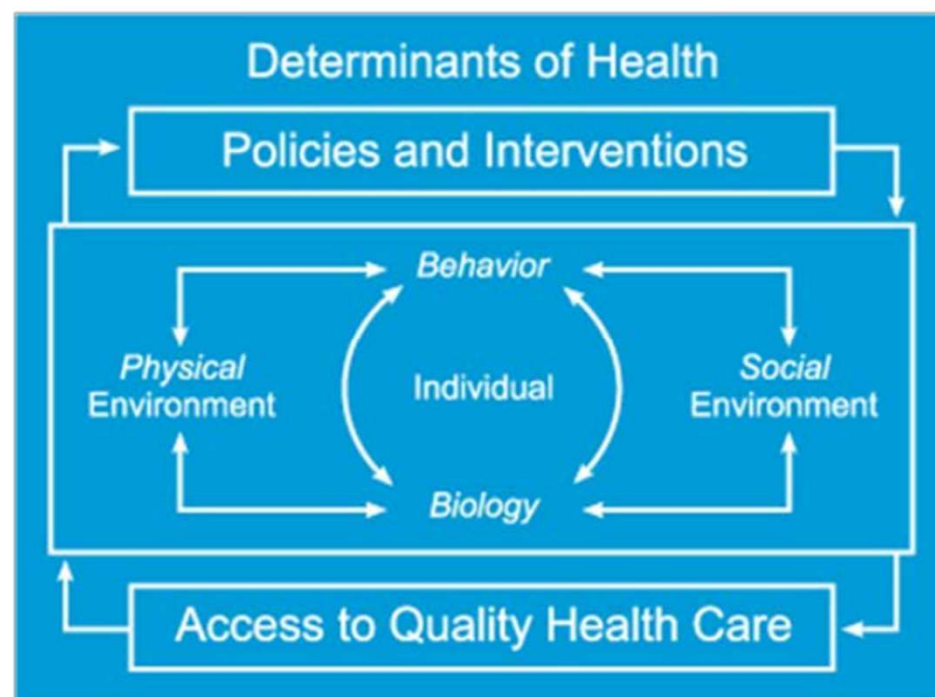 Determinants of Health
Policies and Interventions
Behavior
Physical
Environment
Individual
Social
Environment
Biology
Access to Quality Health Care